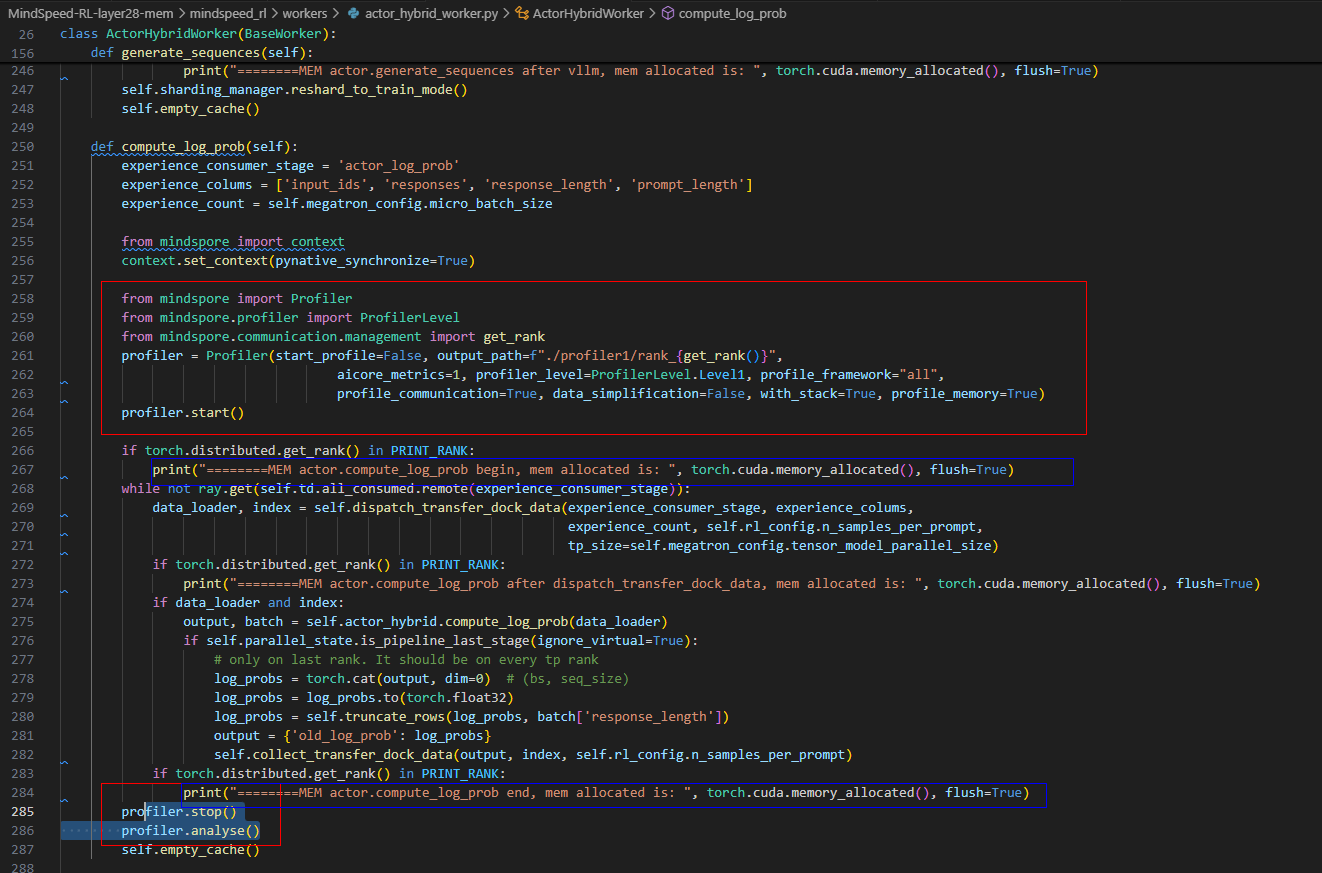 MindSpeed-RL-layer28-mem > mindspeed_rl > workers > actor_hybrid_worker.py > ActorHybridWorker > compute_log_prob
26 class ActorHybridWorker(BaseWorker):
156 def generate_sequences(self):
246 print("========MEM actor.generate_sequences after vllm, mem allocated is: ", torch.cuda.memory_allocated(), flush=True)
247 self.sharding_manager.reshard_to_train_mode()
248 self.empty_cache()
249
250 def compute_log_prob(self):
251 experience_consumer_stage = 'actor_log_prob'
252 experience_colums = ['input_ids', 'responses', 'response_length', 'prompt_length']
253 experience_count = self.megatron_config.micro_batch_size
254
255 from mindspore import context
256 context.set_context(pynative_synchronize=True)
257
258 from mindspore import Profiler
259 from mindspore.profiler import ProfilerLevel
260 from mindspore.communication.management import get_rank
261 profiler = Profiler(start_profile=False, output_path=f"./profiler1/rank_{get_rank()}",
262 aicore_metrics=1, profiler_level=ProfilerLevel.Level1, profile_framework="all",
263 profile_communication=True, data_simplification=False, with_stack=True, profile_memory=True)
264 profiler.start()
265
266 if torch.distributed.get_rank() in PRINT_RANK:
267 print("========MEM actor.compute_log_prob begin, mem allocated is: ", torch.cuda.memory_allocated(), flush=True)
268 while not ray.get(self.td.all_consumed.remote(experience_consumer_stage)):
269 data_loader, index = self.dispatch_transfer_dock_data(experience_consumer_stage, experience_colums,
270 experience_count, self.rl_config.n_samples_per_prompt,
271 tp_size=self.megatron_config.tensor_model_parallel_size)
272 if torch.distributed.get_rank() in PRINT_RANK:
273 print("========MEM actor.compute_log_prob after dispatch_transfer_dock_data, mem allocated is: ", torch.cuda.memory_allocated(), flush=True)
274 if data_loader and index:
275 output, batch = self.actor_hybrid.compute_log_prob(data_loader)
276 if self.parallel_state.is_pipeline_last_stage(ignore_virtual=True):
277 # only on last rank. It should be on every tp rank
278 log_probs = torch.cat(output, dim=0) # (bs, seq_size)
279 log_probs = log_probs.to(torch.float32)
280 log_probs = self.truncate_rows(log_probs, batch['response_length'])
281 output = {'old_log_prob': log_probs}
282 self.collect_transfer_dock_data(output, index, self.rl_config.n_samples_per_prompt)
283 if torch.distributed.get_rank() in PRINT_RANK:
284 print("========MEM actor.compute_log_prob end, mem allocated is: ", torch.cuda.memory_allocated(), flush=True)
285 profiler.stop()
286 profiler.analyse()
287 self.empty_cache()
288